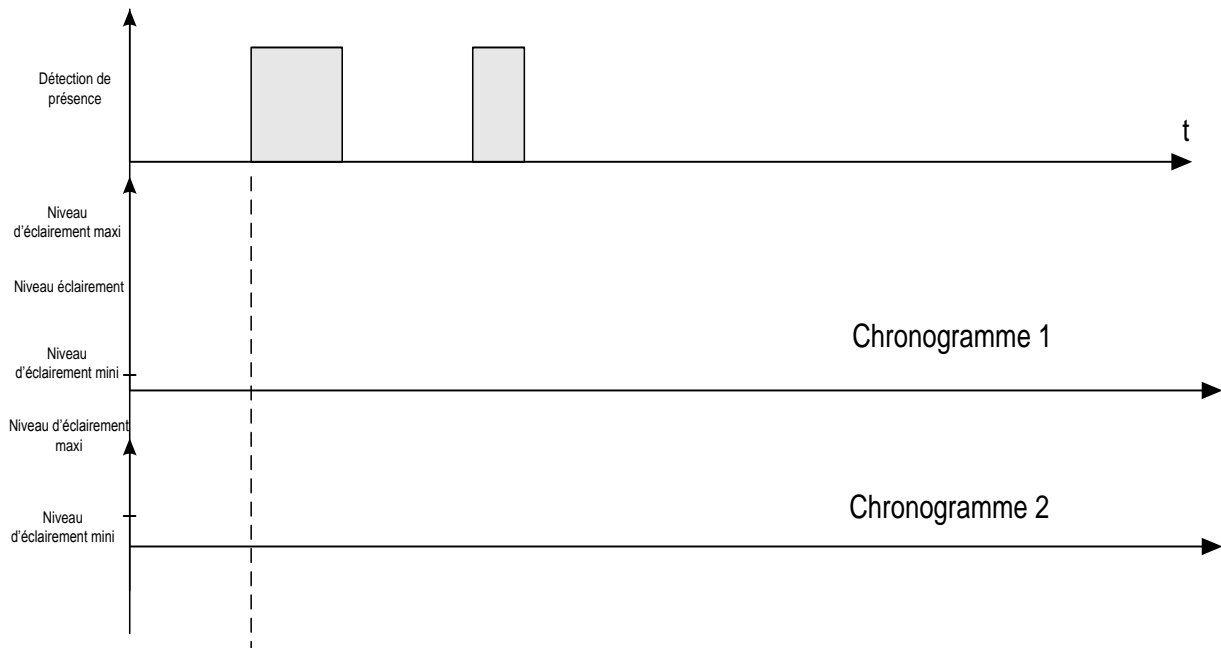 Détection de
présence
t
Niveau
d'éclairement maxi
Niveau éclairement
Chronogramme 1
Niveau
d'éclairement mini
Niveau d'éclairement
maxi
Chronogramme 2
Niveau
d'éclairement mini